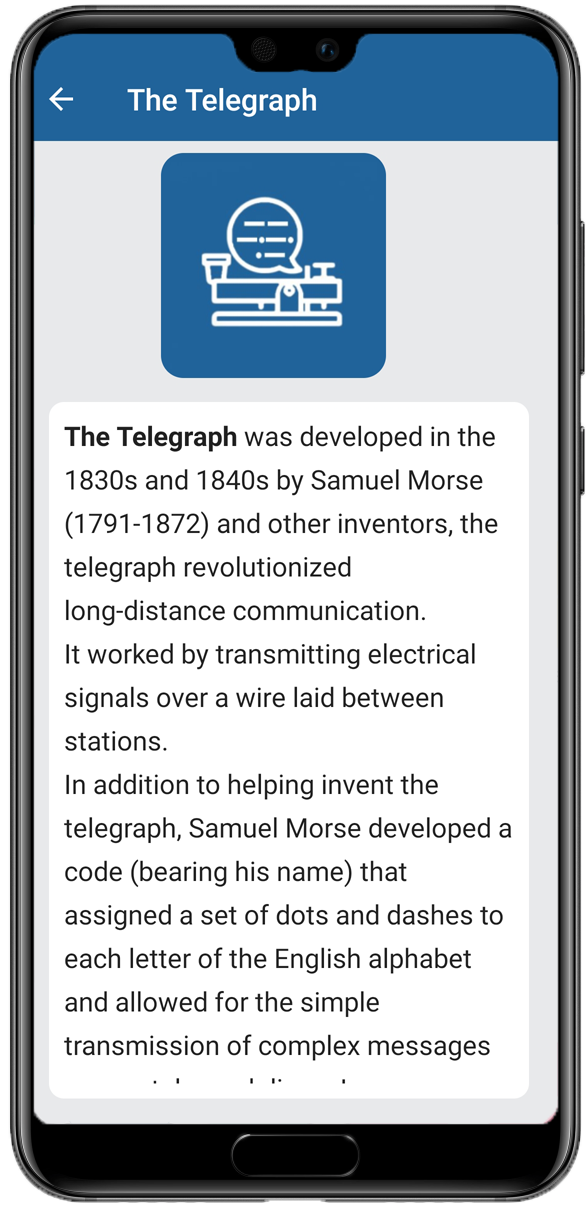 The Telegraph
The Telegraph was developed in the
1830s and 1840s by Samuel Morse
(1791-1872) and other inventors, the
telegraph revolutionized
long-distance communication.
It worked by transmitting electrical
signals over a wire laid between
stations.
In addition to helping invent the
telegraph, Samuel Morse developed a
code (bearing his name) that
assigned a set of dots and dashes to
each letter of the English alphabet
and allowed for the simple
transmission of complex messages